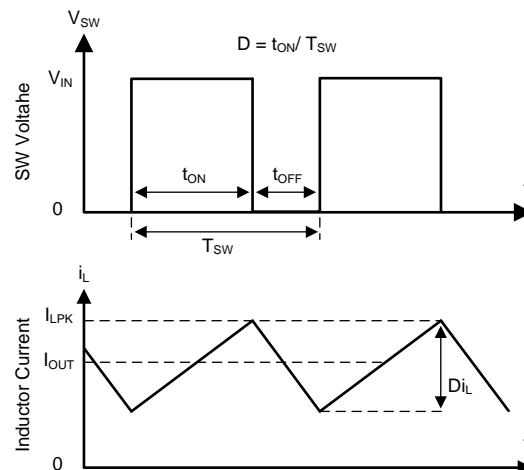 V_SW
D = t_ON/ T_SW
V_IN
SW Voltahe
t_ON
t_OFF
0
T_SW
i_L
I_LPK
I_OUT
Inductor Current
Di_L
0